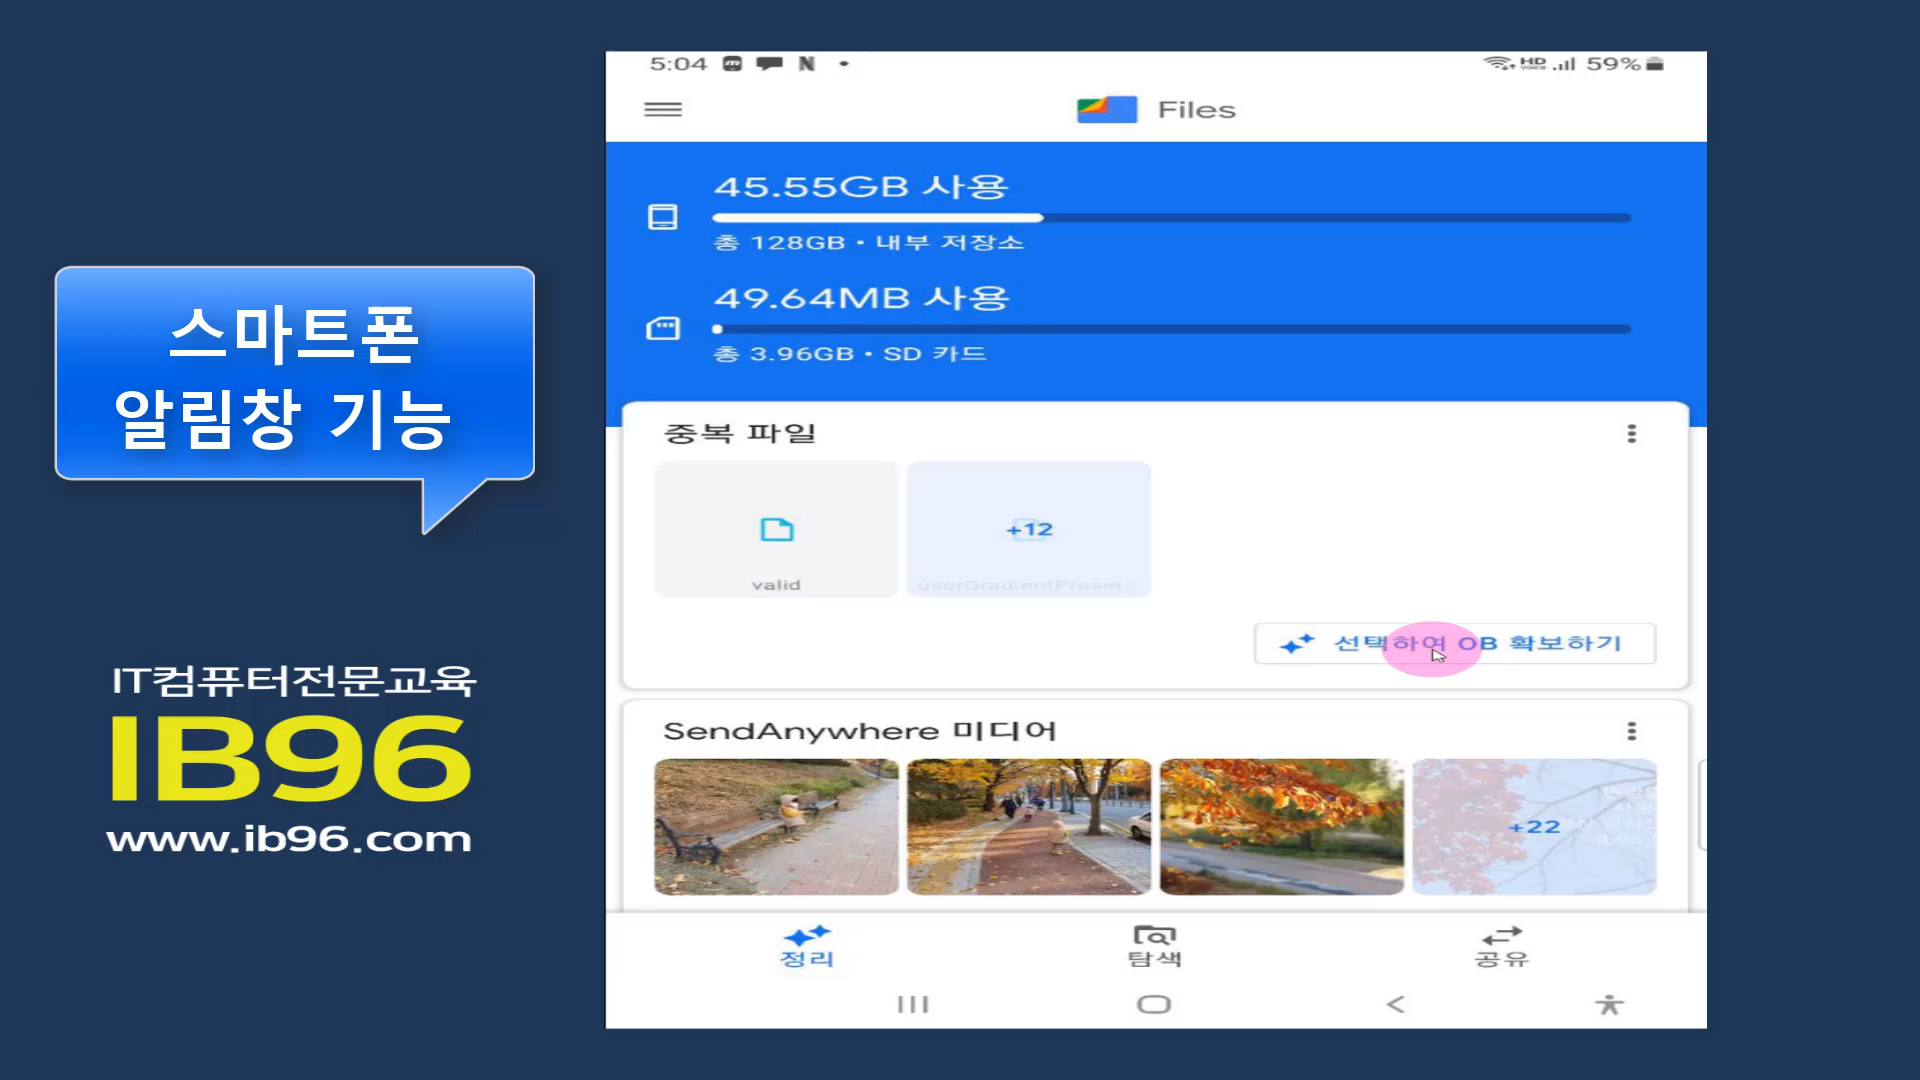 스마트폰
알림창 기능
IT컴퓨터전문교육
IB96
www.ib96.com
5:04
HD
VOICE
59%
Files
45.55GB 사용
총 128GB • 내부 저장소
49.64MB 사용
총 3.96GB • SD 카드
중복 파일
+12
valid
userGradientPreset...
선택하여 0B 확보하기
SendAnywhere 미디어
+22
정리
탐색
공유